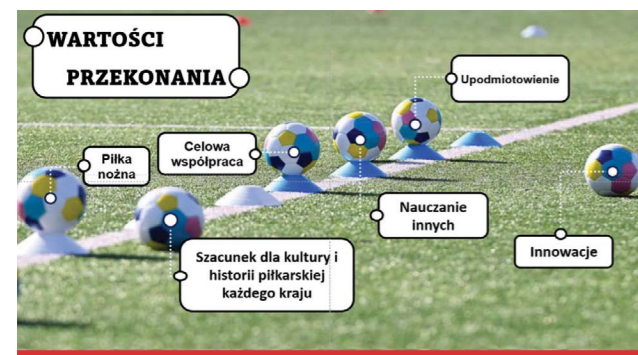 WARTOŚCI
PRZEKONANIA
Upodmiotowienie
Celowa
współpraca
Piłka
nożna
Nauczanie
innych
Szacunek dla kultury i
historii piłkarskiej
każdego kraju
Innowacje